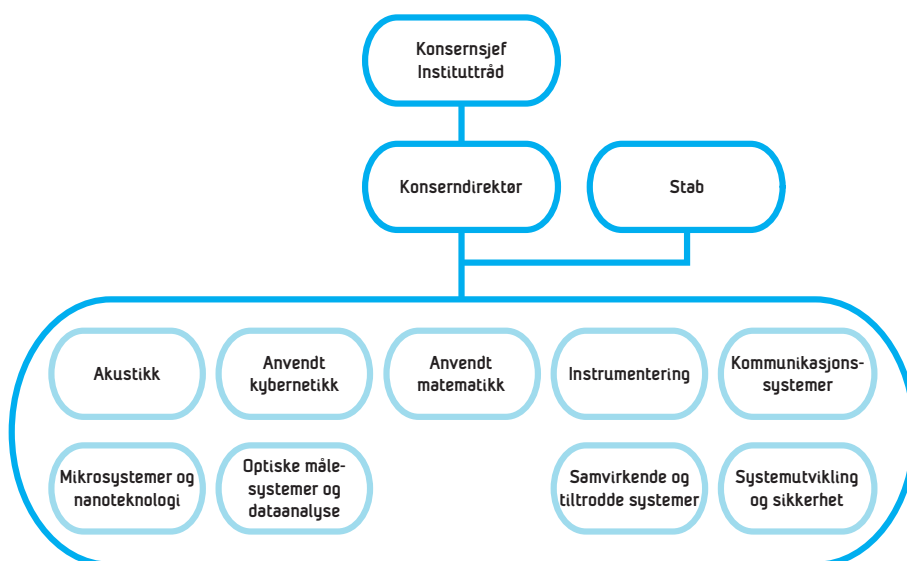 Konsernsjef
Instituttråd
Konserndirektør
Stab
Akustikk
Anvendt
kybernetikk
Anvendt
matematikk
Instrumentering
Kommunikasjons-
systemer
Mikrosystemer og
nanoteknologi
Optiske måle-
systemer og
dataanalyse
Samvirkende og
tiltrodde systemer
Systemutvikling
og sikkerhet